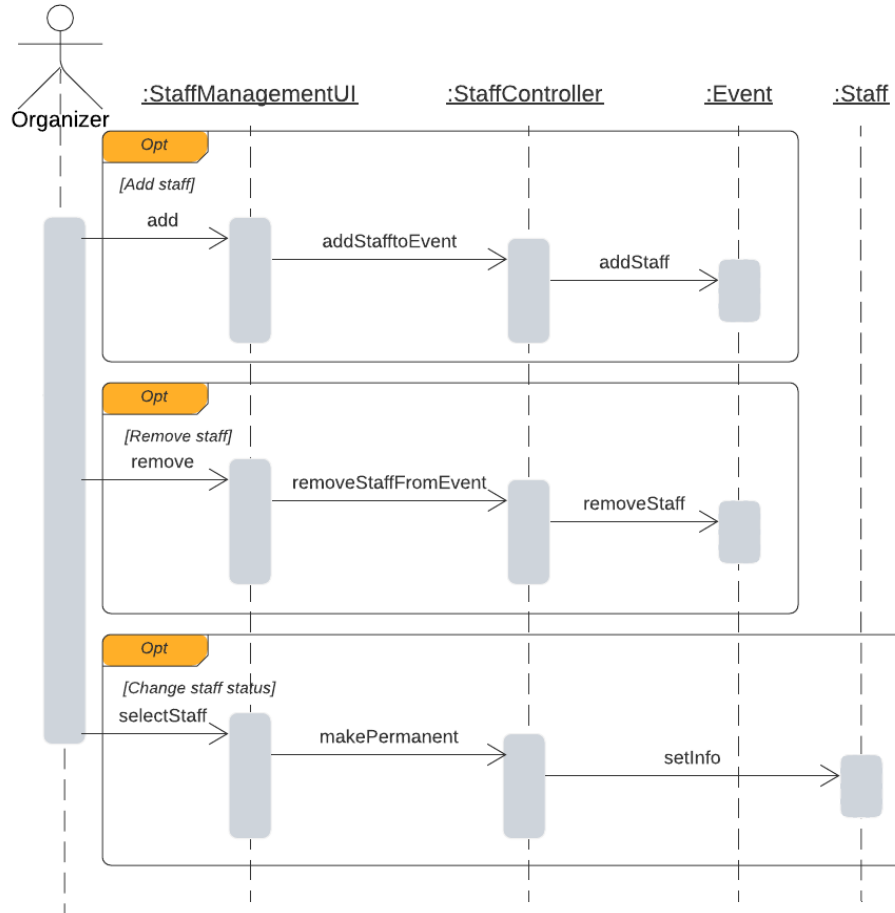 :StaffManagementUI
:StaffController
:Event
:Staff
Organizer
Opt
[Add staff]
add
addStafftoEvent
addStaff
Opt
[Remove staff]
remove
removeStaffFromEvent
removeStaff
Opt
[Change staff status]
selectStaff
makePermanent
setInfo